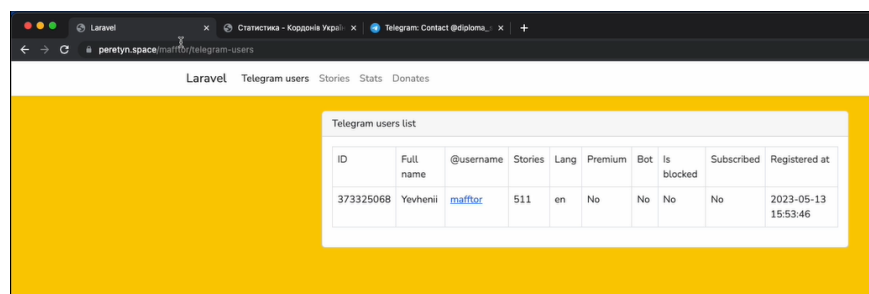 Laravel
Статистика - Кордонів Украї
Telegram: Contact @diploma_
peretyn.space/mafftor/telegram-users
Laravel Telegram users Stories Stats Donates
Telegram users list
ID Full name @username Stories Lang Premium Bot Is blocked Subscribed Registered at
373325068 Yevhenii mafftor 511 en No No No No 2023-05-13 15:53:46